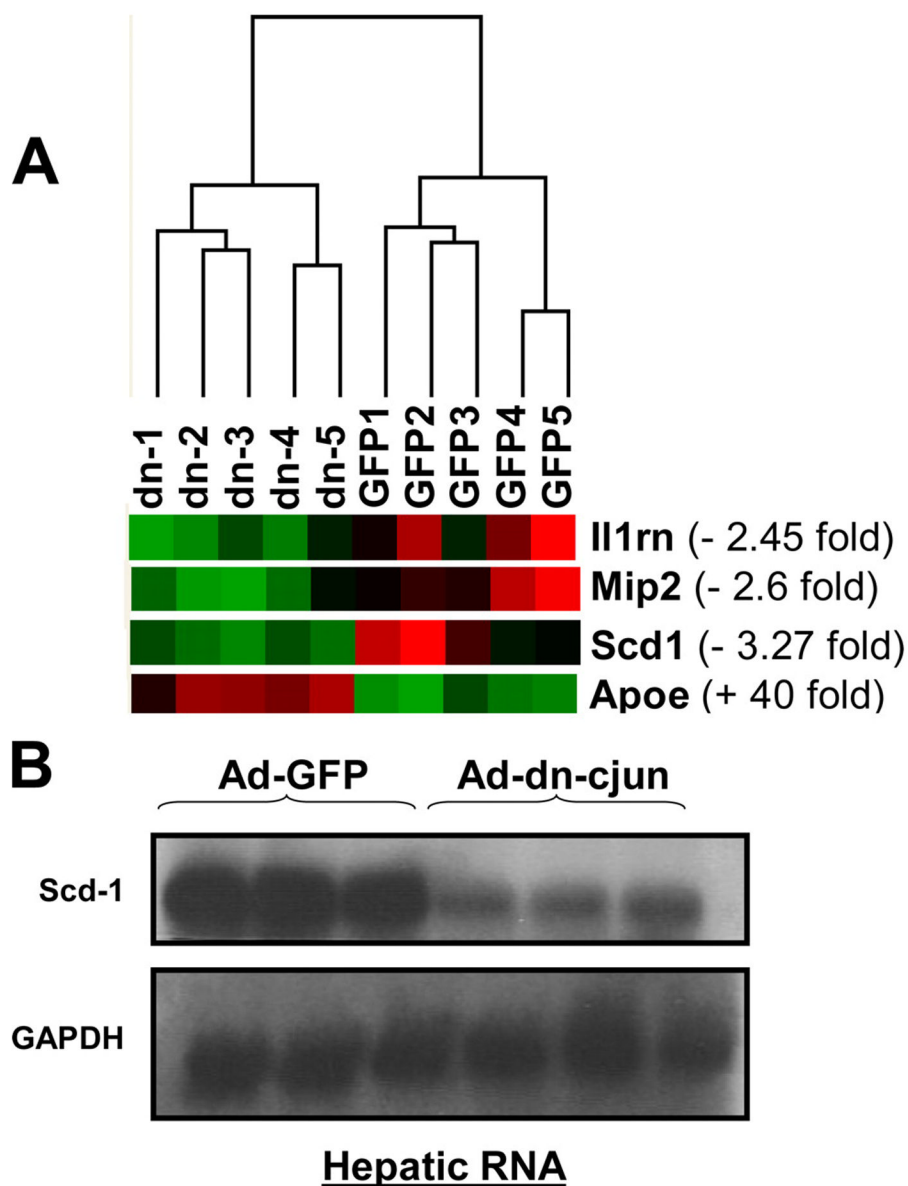 A
dn-1
dn-2
dn-3
dn-4
dn-5
GFP1
GFP2
GFP3
GFP4
GFP5
Il1rn (- 2.45 fold)
Mip2 (- 2.6 fold)
Scd1 (- 3.27 fold)
Apoe (+ 40 fold)
B
Ad-GFP
Ad-dn-cjun
Scd-1
GAPDH
Hepatic RNA